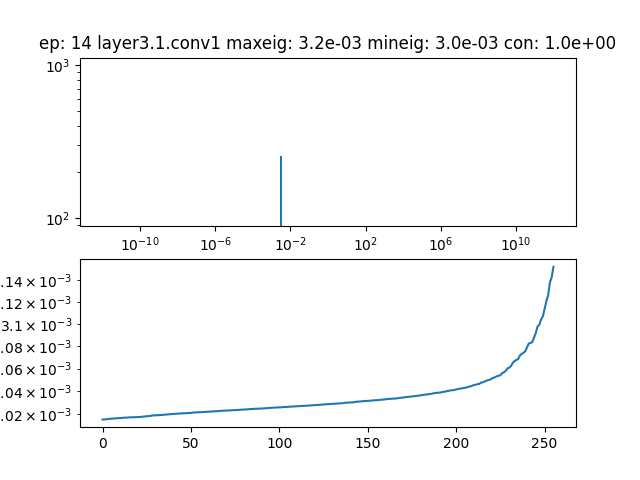 ep: 14 layer3.1.conv1 maxeig: 3.2e-03 mineig: 3.0e-03 con: 1.0e+00
10³
10²
10⁻¹⁰ 10⁻⁶ 10⁻² 10² 10⁶ 10¹⁰
.14 × 10⁻³
.12 × 10⁻³
3.1 × 10⁻³
.08 × 10⁻³
.06 × 10⁻³
.04 × 10⁻³
.02 × 10⁻³
0 50 100 150 200 250